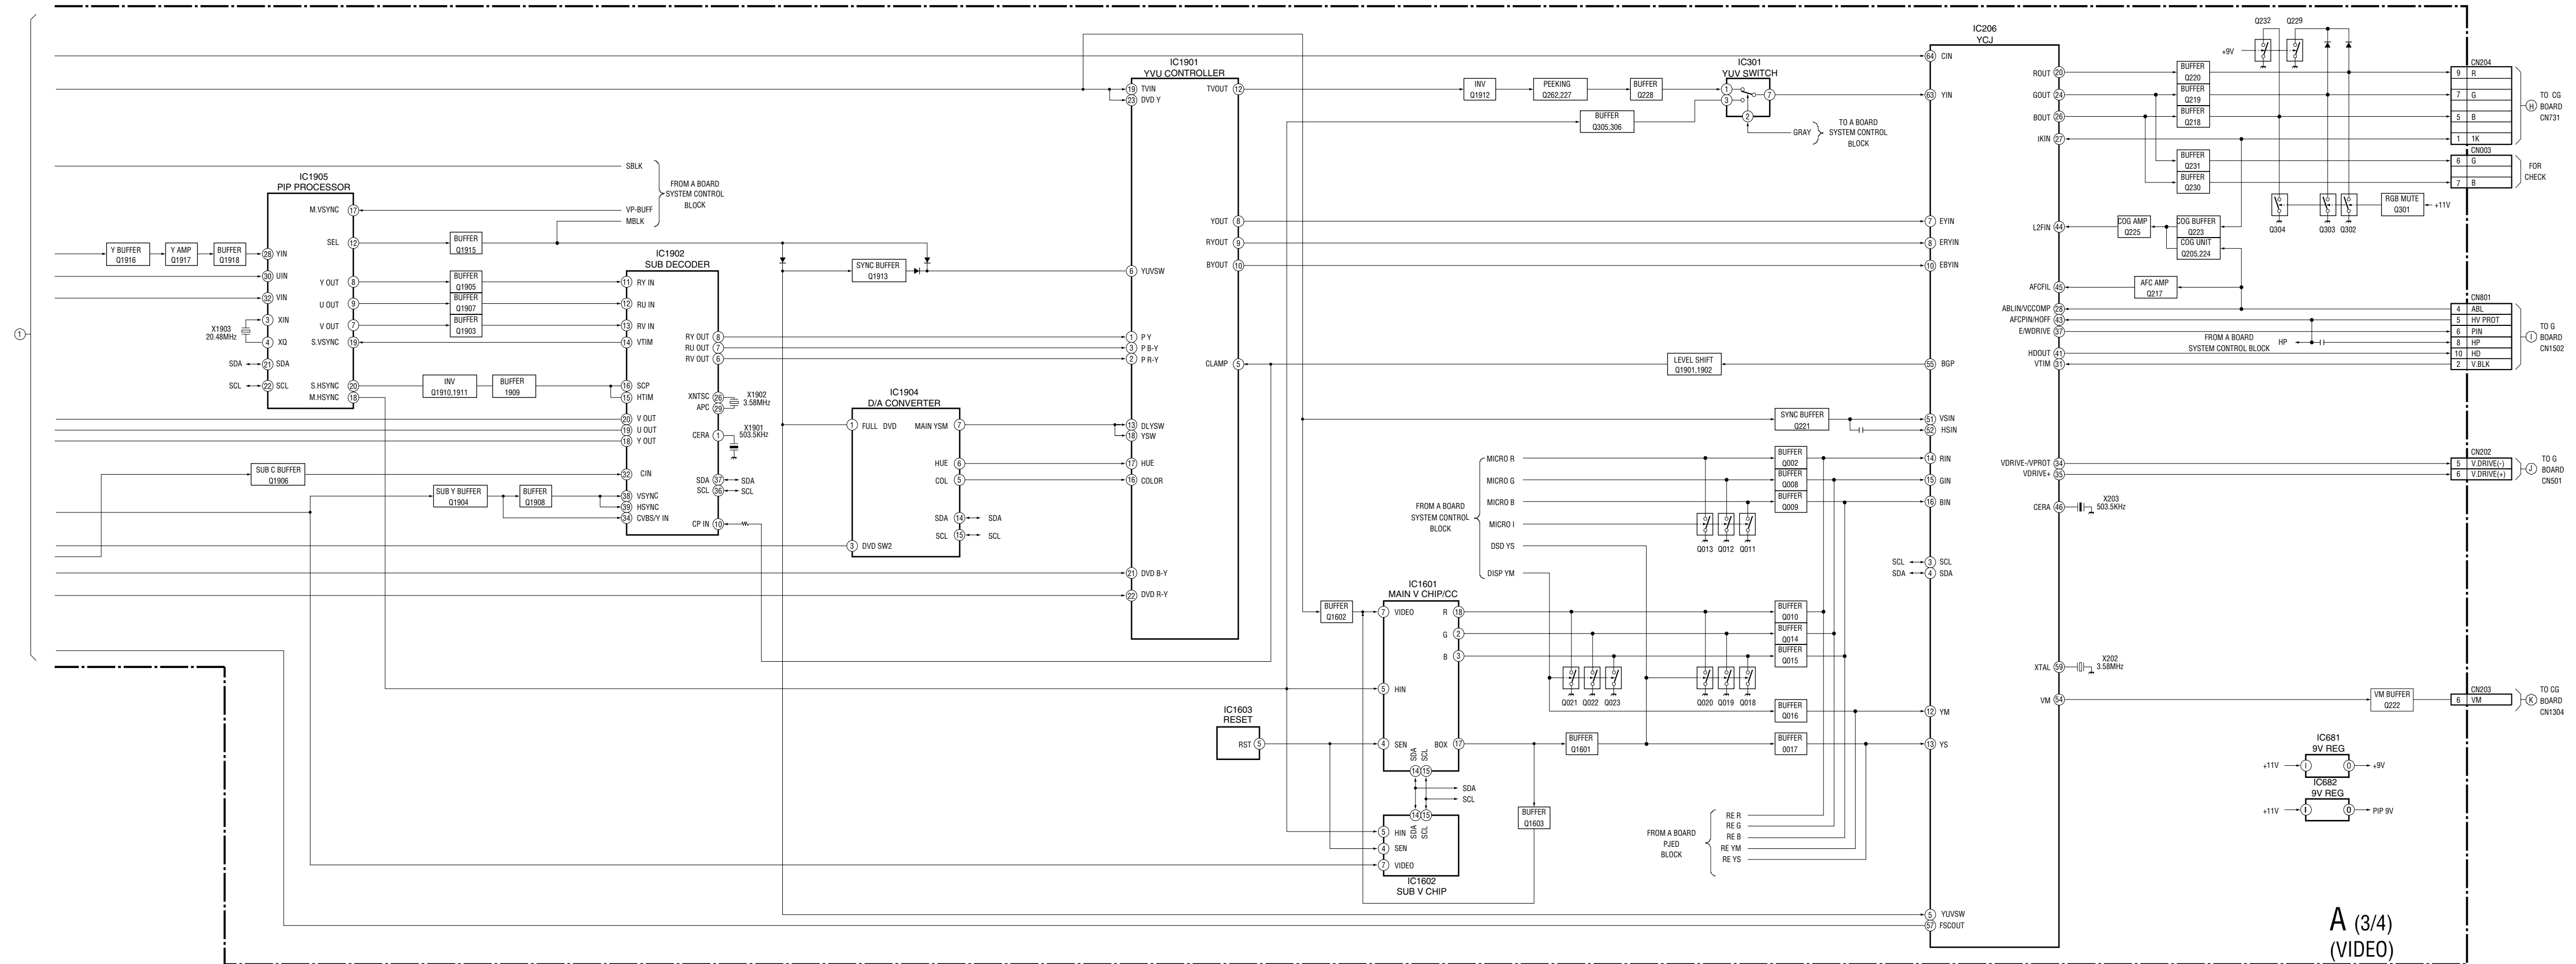 1
IC1905
PIP PROCESSOR
M.VSYNC 17
SEL 12
28 YIN
30 UIN
32 VIN
Y OUT 8
U OUT 9
V OUT 7
3 XIN
4 XQ
S.VSYNC 19
SDA 21 SDA
SCL 22 SCL
S.HSYNC 20
M.HSYNC 18
X1903
20.48MHz
Y BUFFER
Q1916
Y AMP
Q1917
BUFFER
Q1918
BUFFER
Q1915
BUFFER
Q1905
BUFFER
Q1907
BUFFER
Q1903
INV
Q1910,1911
BUFFER
1909
SUB C BUFFER
Q1906
SUB Y BUFFER
Q1904
BUFFER
Q1908
SBLK
VP-BUFF
MBLK
FROM A BOARD
SYSTEM CONTROL
BLOCK
IC1902
SUB DECODER
11 RY IN
12 RU IN
13 RV IN
14 VTIM
RY OUT 8
RU OUT 7
RV OUT 6
16 SCP
15 HTIM
XNTSC 26
APC 29
X1902
3.58MHz
20 V OUT
19 U OUT
18 Y OUT
CERA 1
X1901
503.5KHz
32 CIN
SDA 37 SDA
SCL 36 SCL
38 VSYNC
39 HSYNC
34 CVBS/Y IN
CP IN 10
SYNC BUFFER
Q1913
IC1904
D/A CONVERTER
1 FULL DVD
MAIN YSM 7
HUE 6
COL 5
SDA 14 SDA
SCL 15 SCL
3 DVD SW2
IC1901
YVU CONTROLLER
19 TVIN
23 DVD Y
TVOUT 12
YOUT 8
RYOUT 9
BYOUT 10
6 YUVSW
1 P Y
3 P B-Y
2 P R-Y
CLAMP 5
13 DLYSW
18 YSW
17 HUE
16 COLOR
21 DVD B-Y
22 DVD R-Y
INV
Q1912
PEEKING
Q262,227
BUFFER
Q228
BUFFER
Q305,306
IC301
YUV SWITCH
1
3
7
2
GRAY
TO A BOARD
SYSTEM CONTROL
BLOCK
LEVEL SHIFT
Q1901,1902
SYNC BUFFER
Q221
FROM A BOARD
SYSTEM CONTROL
BLOCK
MICRO R
MICRO G
MICRO B
MICRO I
DSD YS
DISP YM
BUFFER
Q002
BUFFER
Q008
BUFFER
Q009
Q013 Q012 Q011
IC1601
MAIN V CHIP/CC
BUFFER
Q1602
7 VIDEO
R 18
G 2
B 3
5 HIN
4 SEN
BOX 17
SDA SCL
14 15
SDA
SCL
BUFFER
Q010
BUFFER
Q014
BUFFER
Q015
Q021 Q022 Q023
Q020 Q019 Q018
BUFFER
Q016
BUFFER
Q1601
BUFFER
0017
IC1603
RESET
RST 5
BUFFER
Q1603
14 15
SDA SCL
5 HIN
4 SEN
7 VIDEO
IC1602
SUB V CHIP
FROM A BOARD
PJED
BLOCK
RE R
RE G
RE B
RE YM
RE YS
IC206
YCJ
64 CIN
63 YIN
7 EYIN
8 ERYIN
10 EBYIN
55 BGP
51 VSIN
52 HSIN
14 RIN
15 GIN
16 BIN
SCL 3 SCL
SDA 4 SDA
12 YM
13 YS
5 YUVSW
57 FSCOUT
ROUT 20
GOUT 24
BOUT 26
IKIN 27
L2FIN 44
AFCFIL 45
ABLIN/VCCOMP 28
AFCPIN/HOFF 43
E/WDRIVE 37
HDOUT 41
VTIM 31
VDRIVE-/VPROT 34
VDRIVE+ 35
CERA 46
X203
503.5KHz
XTAL 59
X202
3.58MHz
VM 54
Q232 Q229
+9V
BUFFER
Q220
BUFFER
Q219
BUFFER
Q218
BUFFER
Q231
BUFFER
Q230
RGB MUTE
Q301
+11V
Q304 Q303 Q302
COG AMP
Q225
COG BUFFER
Q223
COG UNIT
Q205,224
AFC AMP
Q217
FROM A BOARD
SYSTEM CONTROL BLOCK
HP
VM BUFFER
Q222
CN204
9 R
7 G
5 B
1 1K
H
TO CG
BOARD
CN731
CN003
6 G
7 B
FOR
CHECK
CN801
4 ABL
5 HV PROT
6 PIN
8 HP
10 HD
2 V.BLK
I
TO G
BOARD
CN1502
CN202
5 V.DRIVE(-)
6 V.DRIVE(+)
J
TO G
BOARD
CN501
CN203
6 VM
K
TO CG
BOARD
CN1304
IC681
9V REG
+11V I O +9V
IC682
9V REG
+11V I O PIP 9V
A (3/4)
(VIDEO)